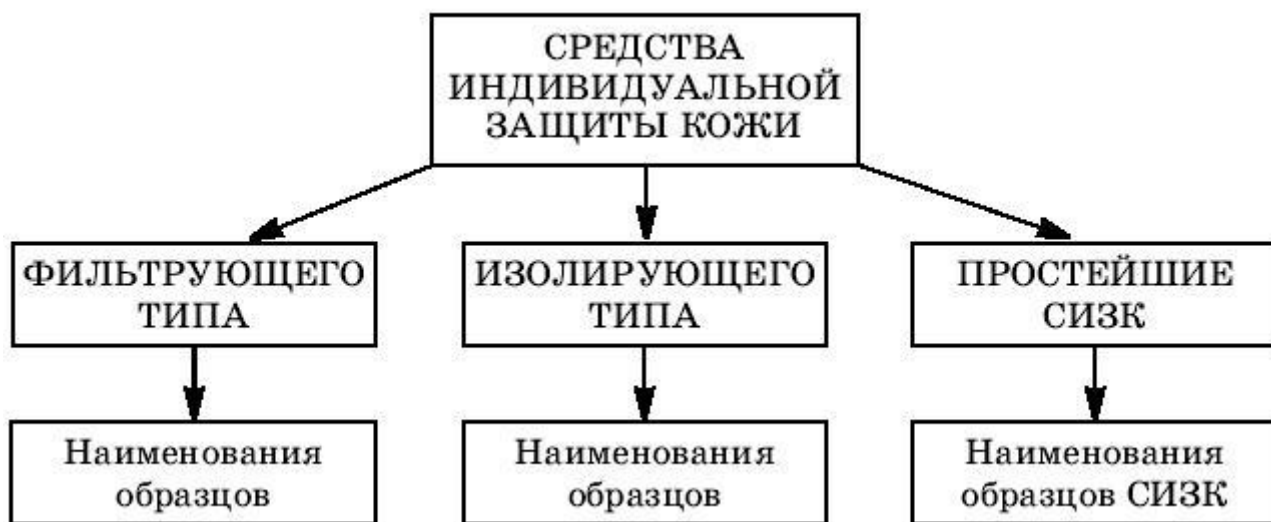 СРЕДСТВА
ИНДИВИДУАЛЬНОЙ
ЗАЩИТЫ КОЖИ
ФИЛЬТРУЮЩЕГО
ТИПА
ИЗОЛИРУЮЩЕГО
ТИПА
ПРОСТЕЙШИЕ
СИЗК
Наименования
образцов
Наименования
образцов
Наименования
образцов СИЗК